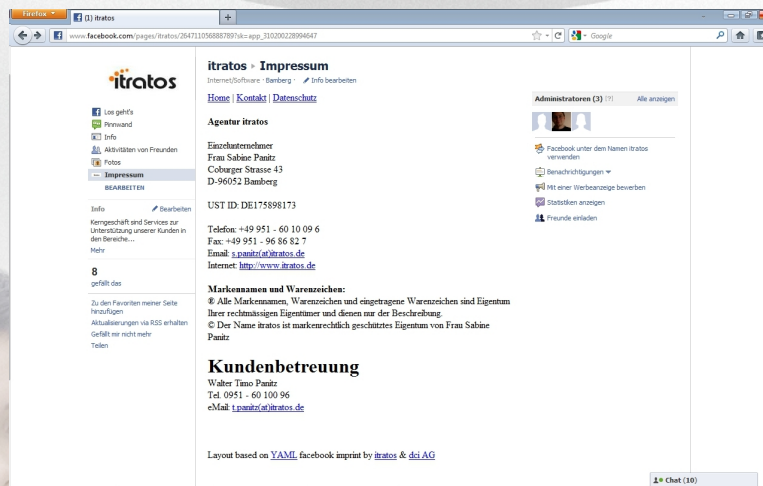 Firefox
(1) itratos
www.facebook.com/pages/itratos/264711056888789?sk=app_310200228994647
Google
itratos
Los geht's
Pinnwand
Info
Aktivitäten von Freunden
Fotos
Impressum
BEARBEITEN
Info
Bearbeiten
Kerngeschäft sind Services zur
Unterstützung unserer Kunden in
den Bereiche...
Mehr
8
gefällt das
Zu den Favoriten meiner Seite
hinzufügen
Aktualisierungen via RSS erhalten
Gefällt mir nicht mehr
Teilen
itratos ▸ Impressum
Internet/Software · Bamberg · Info bearbeiten
Home | Kontakt | Datenschutz
Agentur itratos
Einzelunternehmer
Frau Sabine Panitz
Coburger Strasse 43
D-96052 Bamberg
UST ID: DE175898173
Telefon: +49 951 - 60 10 09 6
Fax: +49 951 - 96 86 82 7
Email: s.panitz(at)itratos.de
Internet: http://www.itratos.de
Markennamen und Warenzeichen:
® Alle Markennamen, Warenzeichen und eingetragene Warenzeichen sind Eigentum
Ihrer rechtmässigen Eigentümer und dienen nur der Beschreibung.
© Der Name itratos ist markenrechtlich geschütztes Eigentum von Frau Sabine
Panitz
Kundenbetreuung
Walter Timo Panitz
Tel. 0951 - 60 100 96
eMail: t.panitz(at)itratos.de
Layout based on YAML facebook imprint by itratos & dci AG
Administratoren (3) [?]
Alle anzeigen
Facebook unter dem Namen itratos
verwenden
Benachrichtigungen
Mit einer Werbeanzeige bewerben
Statistiken anzeigen
Freunde einladen
Chat (10)